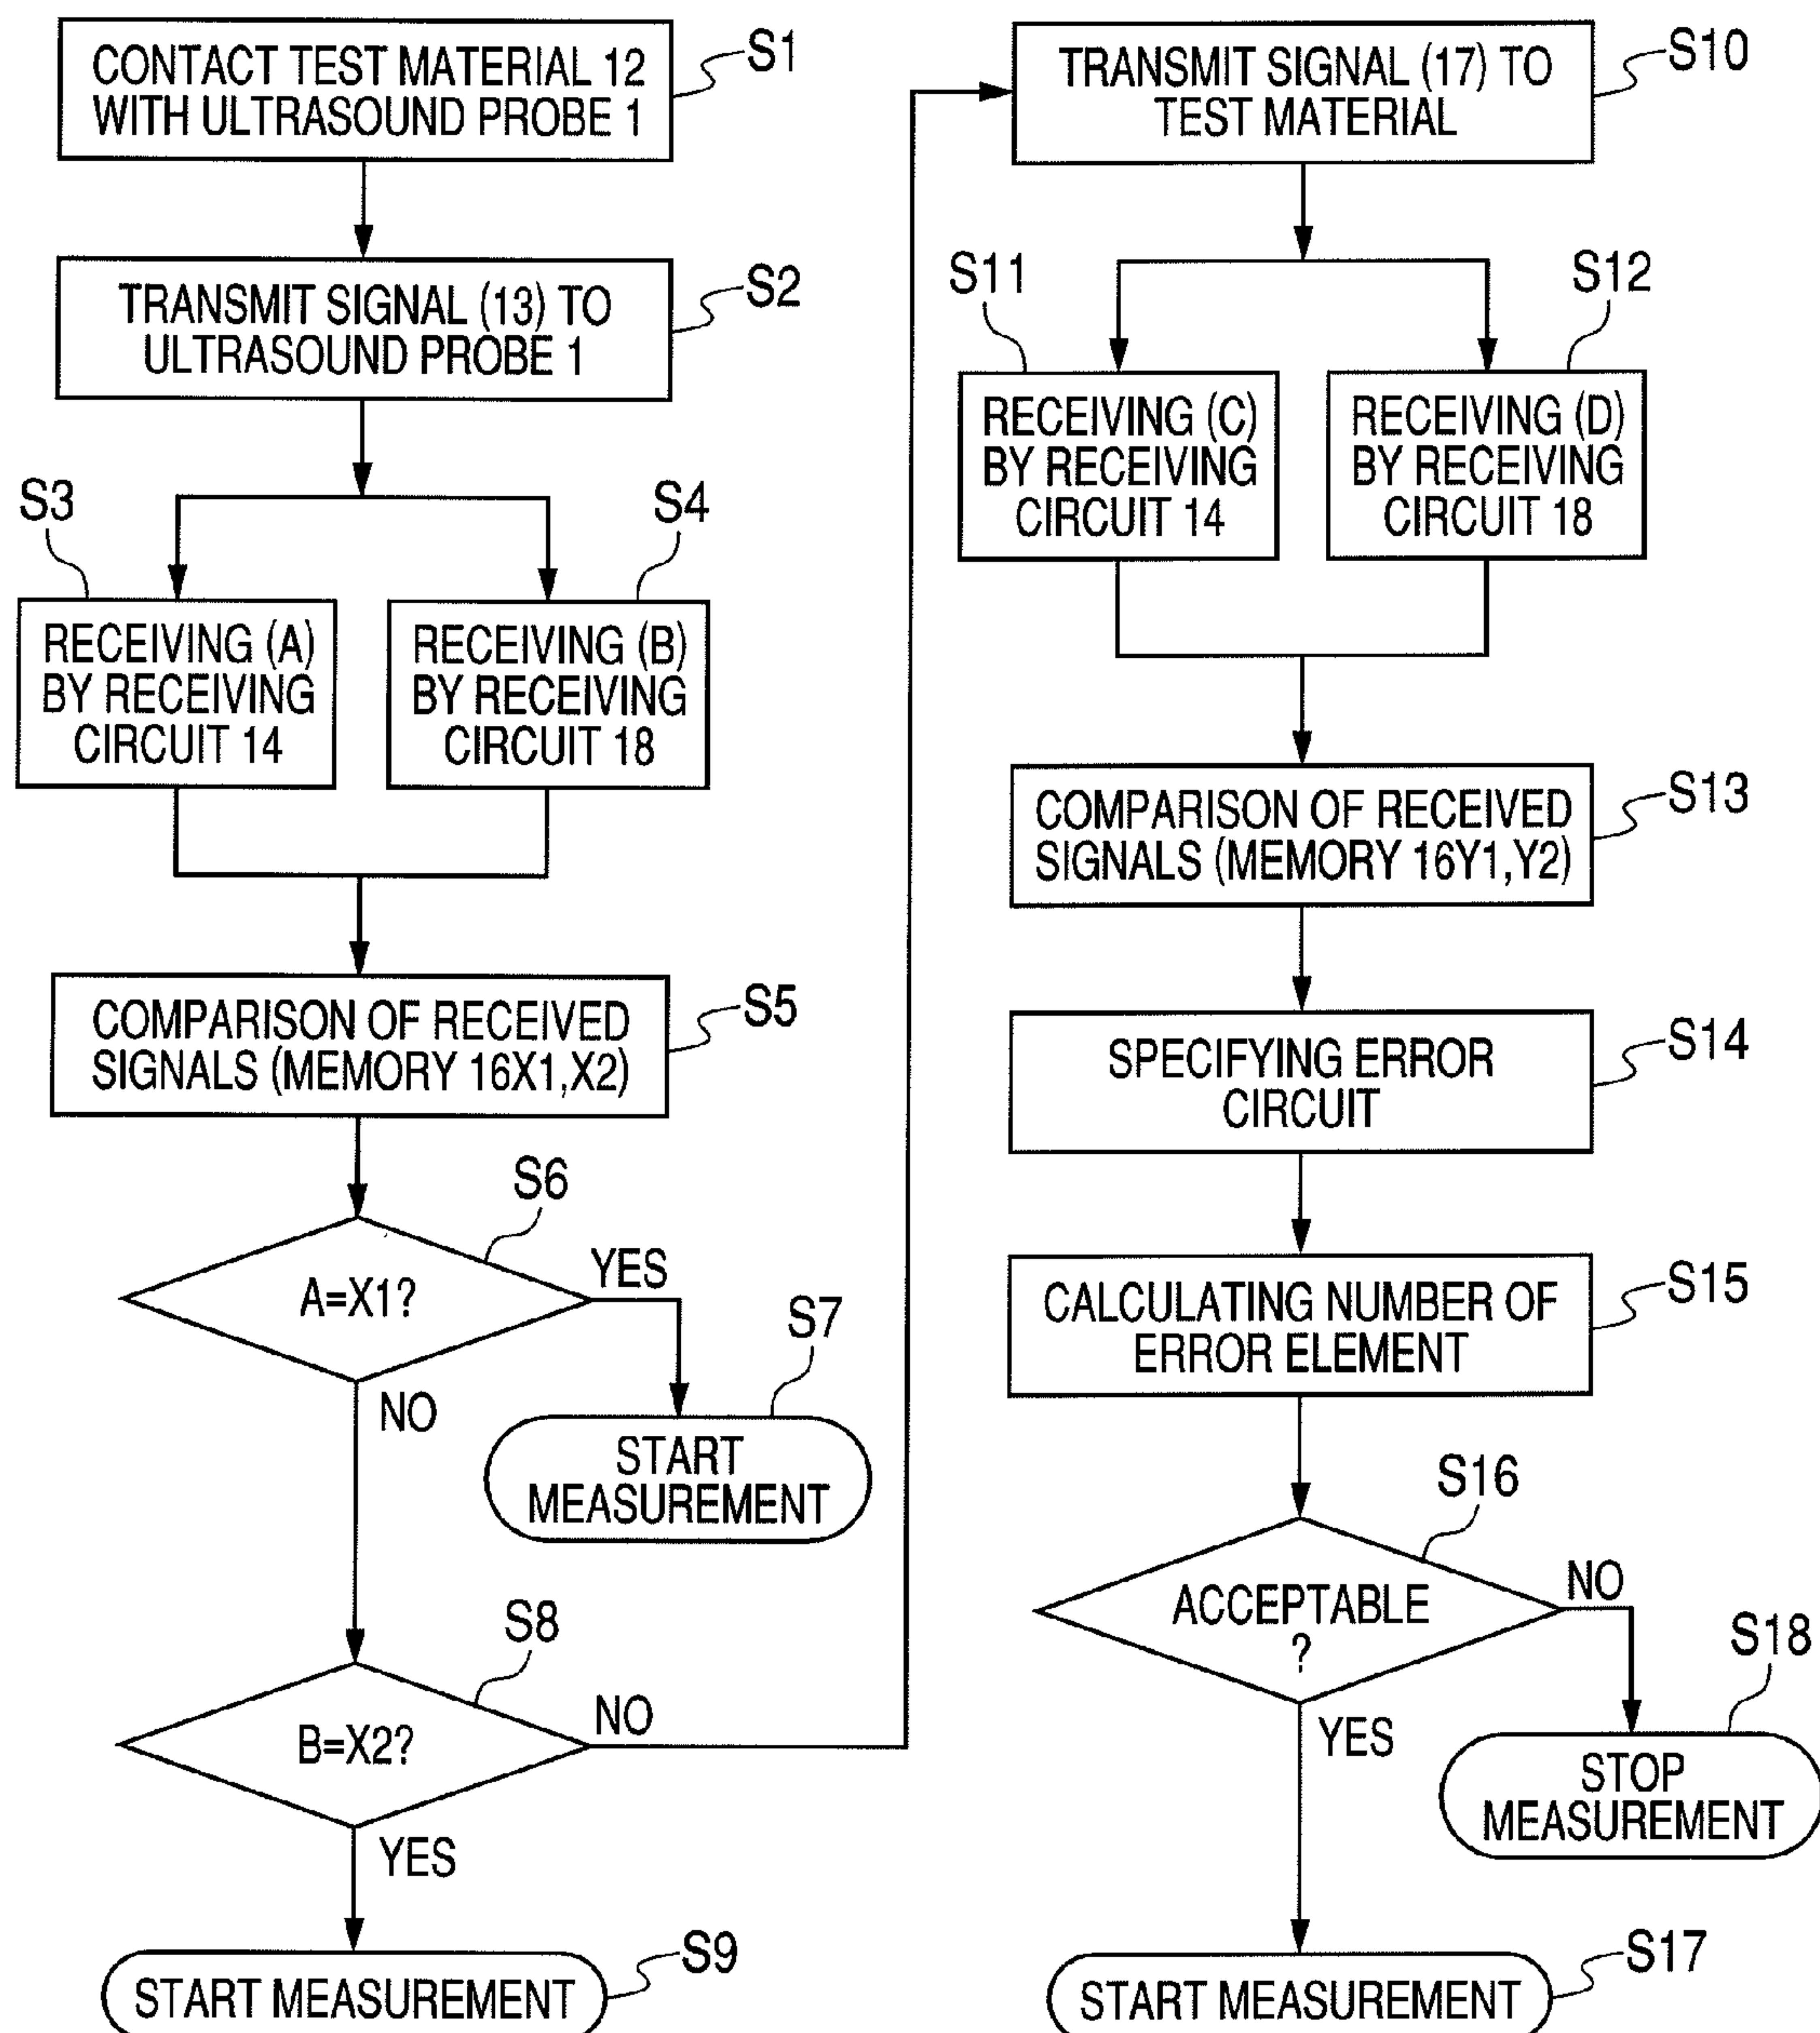 CONTACT TEST MATERIAL 12
WITH ULTRASOUND PROBE 1
S1
TRANSMIT SIGNAL (13) TO
ULTRASOUND PROBE 1
S2
S3
RECEIVING (A)
BY RECEIVING
CIRCUIT 14
S4
RECEIVING (B)
BY RECEIVING
CIRCUIT 18
COMPARISON OF RECEIVED
SIGNALS (MEMORY 16X1,X2)
S5
S6
A=X1?
YES
NO
S7
START
MEASUREMENT
S8
B=X2?
NO
YES
START MEASUREMENT
S9
TRANSMIT SIGNAL (17) TO
TEST MATERIAL
S10
S11
RECEIVING (C)
BY RECEIVING
CIRCUIT 14
S12
RECEIVING (D)
BY RECEIVING
CIRCUIT 18
COMPARISON OF RECEIVED
SIGNALS (MEMORY 16Y1,Y2)
S13
SPECIFYING ERROR
CIRCUIT
S14
CALCULATING NUMBER OF
ERROR ELEMENT
S15
S16
ACCEPTABLE
?
NO
YES
S18
STOP
MEASUREMENT
START MEASUREMENT
S17